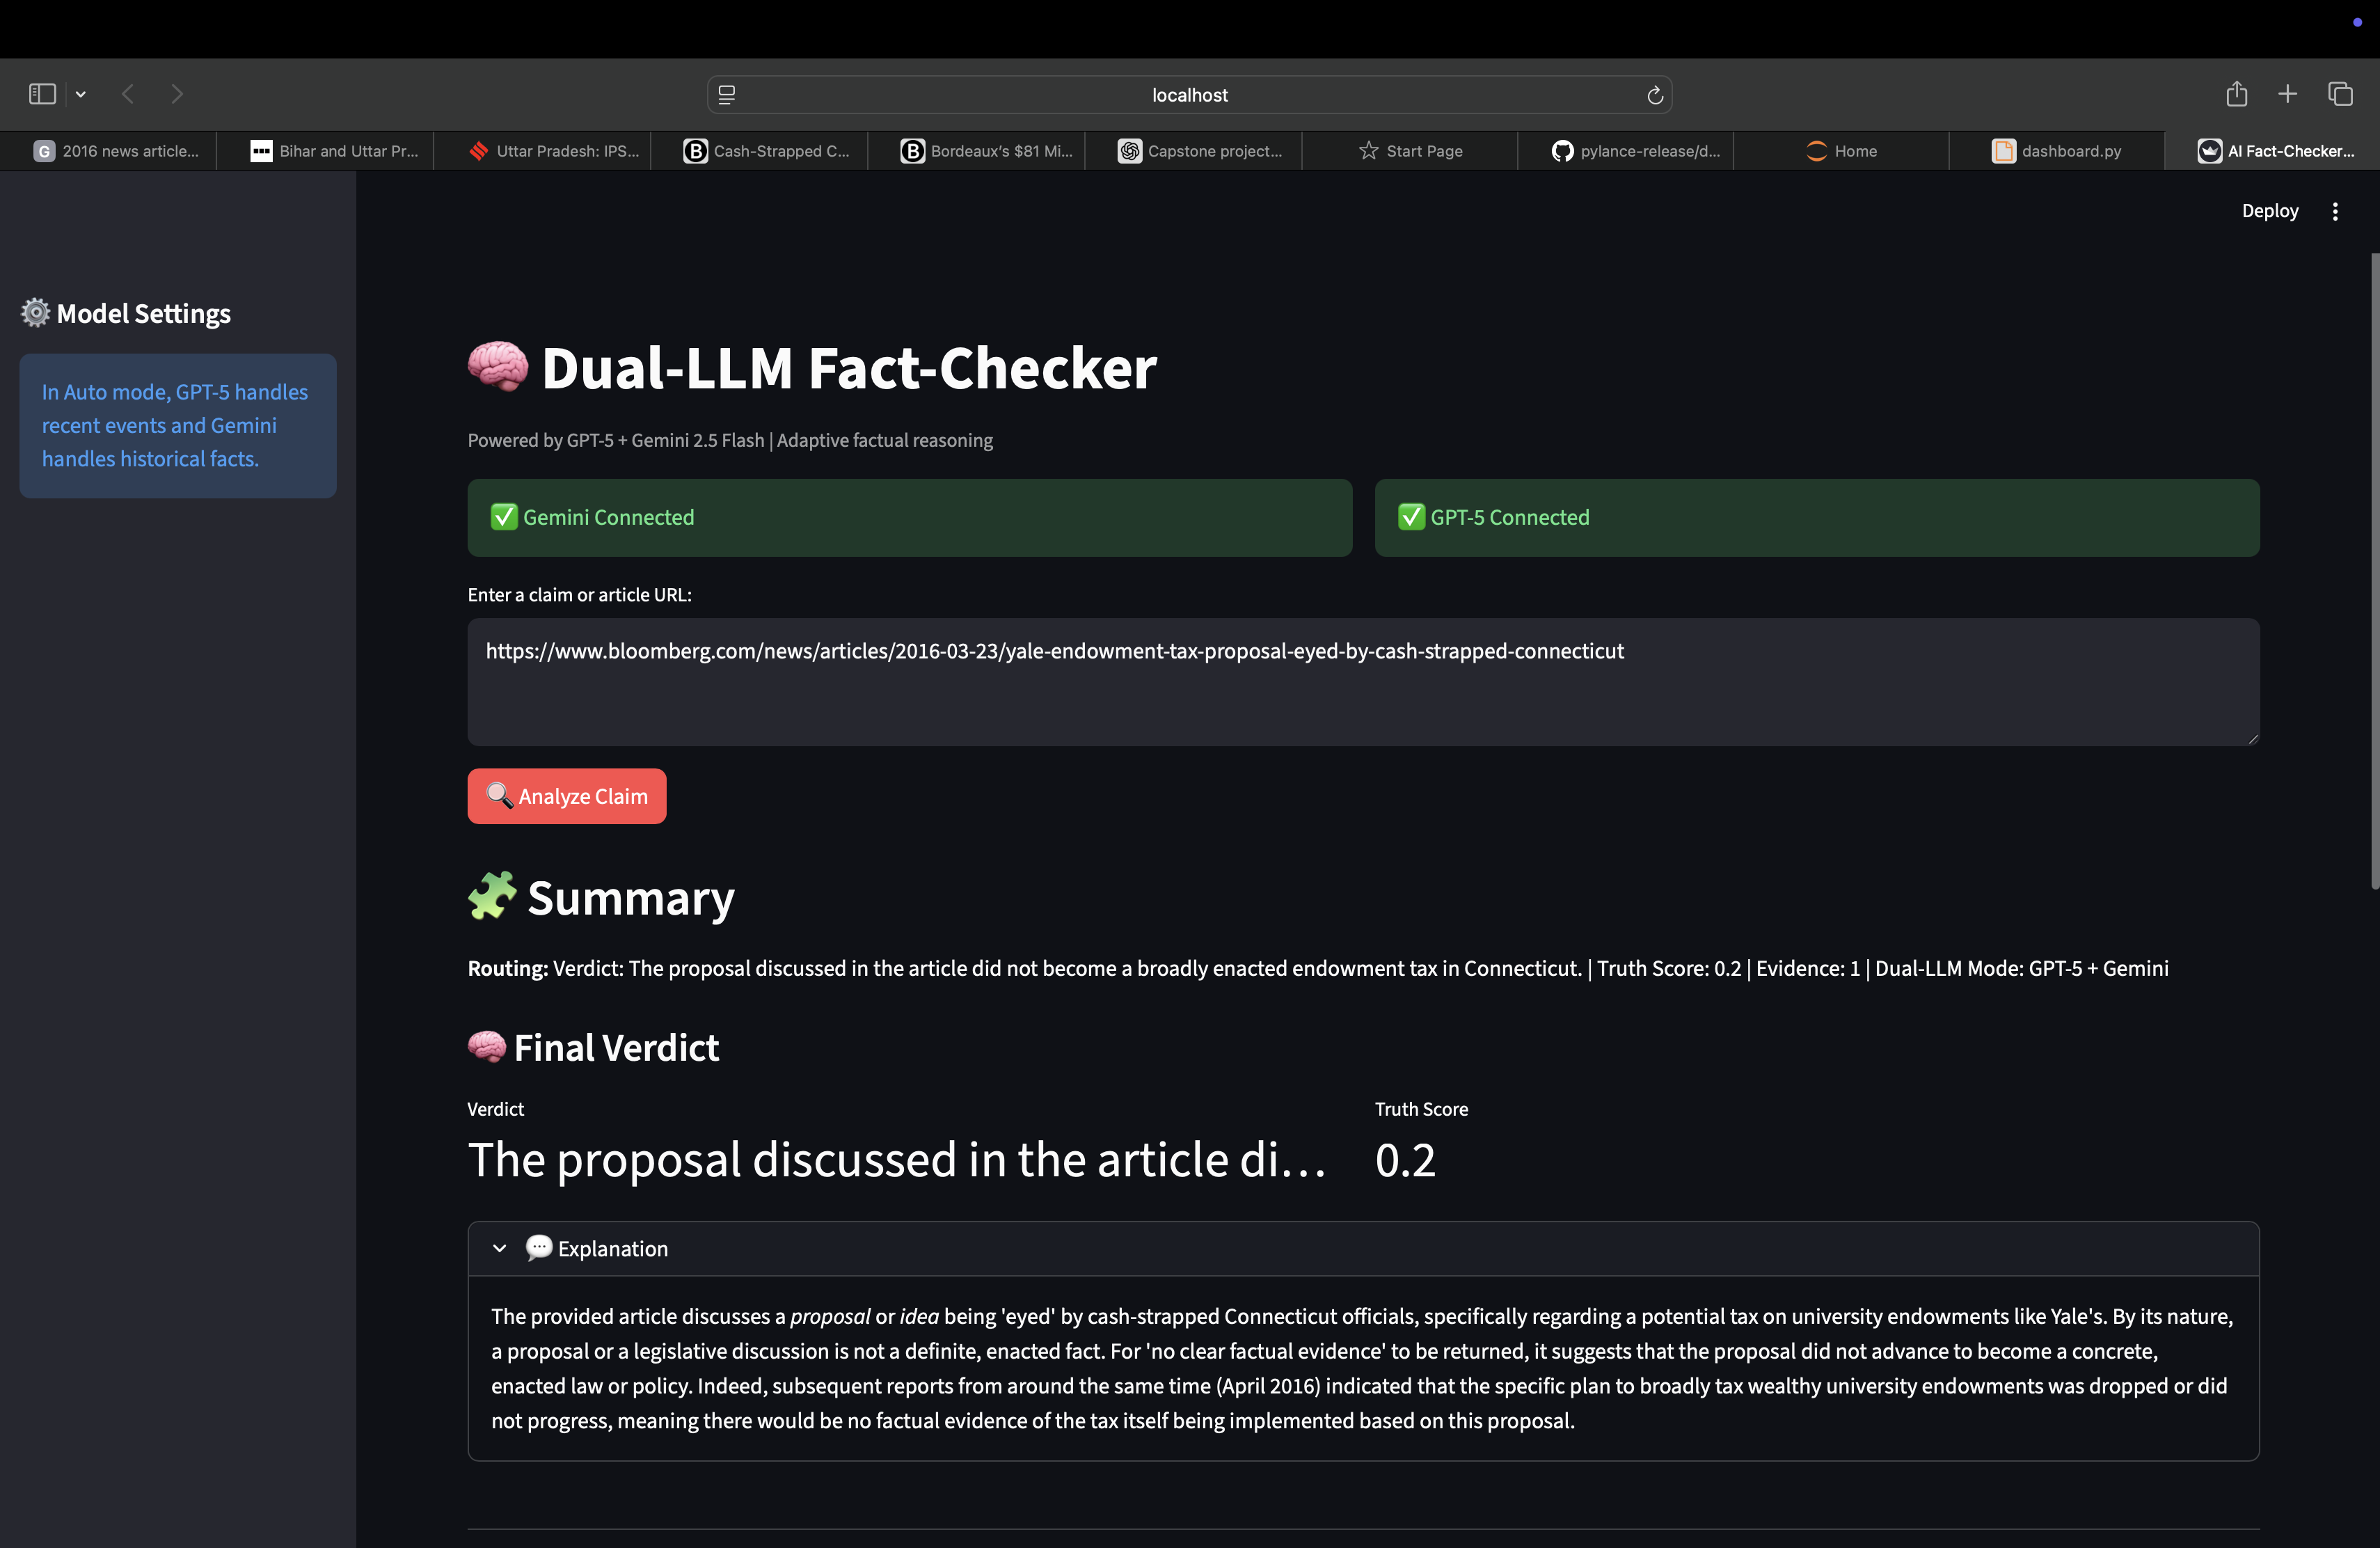 localhost
G 2016 news article...
Bihar and Uttar Pr...
Uttar Pradesh: IPS...
B Cash-Strapped C...
B Bordeaux's $81 Mi...
Capstone project...
Start Page
pylance-release/d...
Home
dashboard.py
AI Fact-Checker...
Deploy
Model Settings
In Auto mode, GPT-5 handles
recent events and Gemini
handles historical facts.
Dual-LLM Fact-Checker
Powered by GPT-5 + Gemini 2.5 Flash | Adaptive factual reasoning
Gemini Connected
GPT-5 Connected
Enter a claim or article URL:
https://www.bloomberg.com/news/articles/2016-03-23/yale-endowment-tax-proposal-eyed-by-cash-strapped-connecticut
Analyze Claim
Summary
Routing: Verdict: The proposal discussed in the article did not become a broadly enacted endowment tax in Connecticut. | Truth Score: 0.2 | Evidence: 1 | Dual-LLM Mode: GPT-5 + Gemini
Final Verdict
Verdict
The proposal discussed in the article di...
Truth Score
0.2
Explanation
The provided article discusses a proposal or idea being 'eyed' by cash-strapped Connecticut officials, specifically regarding a potential tax on university endowments like Yale's. By its nature,
a proposal or a legislative discussion is not a definite, enacted fact. For 'no clear factual evidence' to be returned, it suggests that the proposal did not advance to become a concrete,
enacted law or policy. Indeed, subsequent reports from around the same time (April 2016) indicated that the specific plan to broadly tax wealthy university endowments was dropped or did
not progress, meaning there would be no factual evidence of the tax itself being implemented based on this proposal.